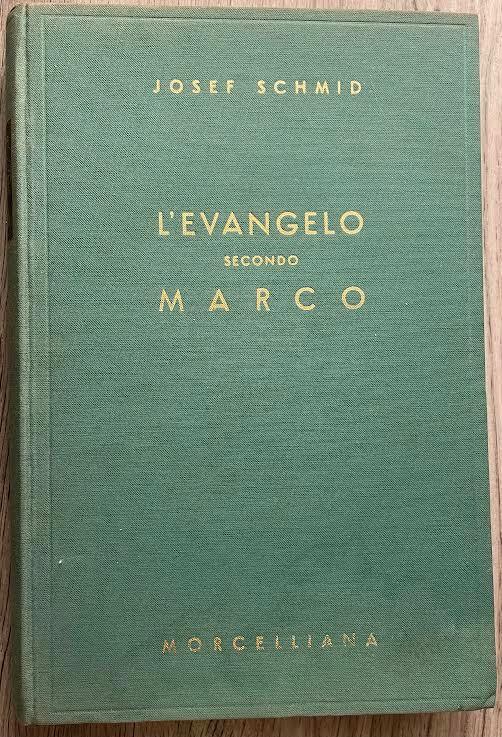 JOSEF SCHMID
L'EVANGELO
SECONDO
MARCO
MORCELLIANA